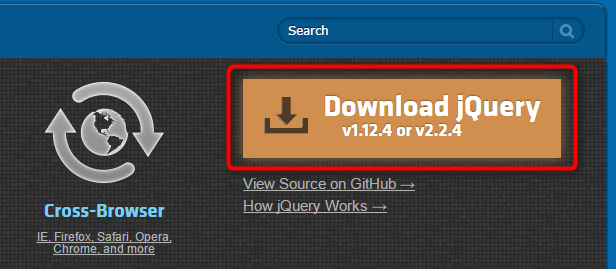 Search
Download jQuery
v1.12.4 or v2.2.4
View Source on GitHub →
How jQuery Works →
Cross-Browser
IE, Firefox, Safari, Opera,
Chrome, and more